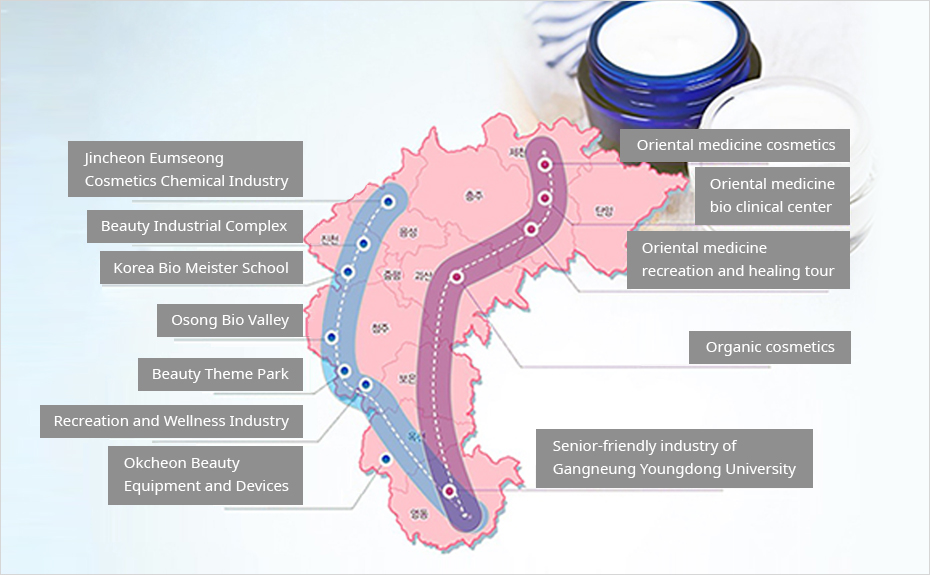 Jincheon Eumseong
Cosmetics Chemical Industry
Beauty Industrial Complex
Korea Bio Meister School
Osong Bio Valley
Beauty Theme Park
Recreation and Wellness Industry
Okcheon Beauty
Equipment and Devices
제천
충주
단양
진천
음성
증평
괴산
청주
보은
옥천
영동
Oriental medicine cosmetics
Oriental medicine
bio clinical center
Oriental medicine
recreation and healing tour
Organic cosmetics
Senior-friendly industry of
Gangneung Youngdong University